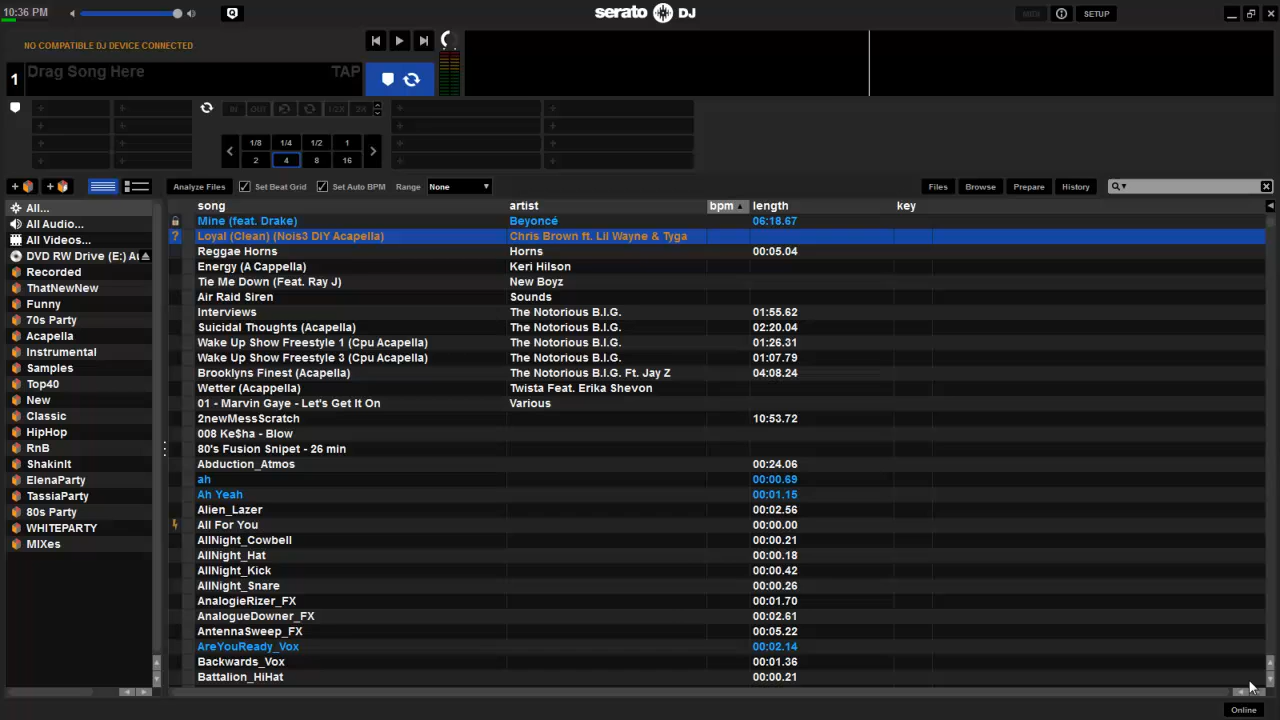 10:36 PM
serato DJ
MIDI
SETUP
NO COMPATIBLE DJ DEVICE CONNECTED
1
Drag Song Here TAP
IN OUT 1/2X 2X
1/8 1/4 1/2 1
2 4 8 16
Analyze Files Set Beat Grid Set Auto BPM Range None Files Browse Prepare History
song artist bpm length key
All...
All Audio...
All Videos...
DVD RW Drive (E:) Au
Recorded
ThatNewNew
Funny
70s Party
Acapella
Instrumental
Samples
Top40
New
Classic
HipHop
RnB
ShakinIt
ElenaParty
TassiaParty
80s Party
WHITEPARTY
MIXes
Mine (feat. Drake) Beyoncé 06:18.67
? Loyal (Clean) (Nois3 DIY Acapella) Chris Brown ft. Lil Wayne & Tyga
Reggae Horns Horns 00:05.04
Energy (A Cappella) Keri Hilson
Tie Me Down (Feat. Ray J) New Boyz
Air Raid Siren Sounds
Interviews The Notorious B.I.G. 01:55.62
Suicidal Thoughts (Acapella) The Notorious B.I.G. 02:20.04
Wake Up Show Freestyle 1 (Cpu Acapella) The Notorious B.I.G. 01:26.31
Wake Up Show Freestyle 3 (Cpu Acapella) The Notorious B.I.G. 01:07.79
Brooklyns Finest (Acapella) The Notorious B.I.G. Ft. Jay Z 04:08.24
Wetter (Acappella) Twista Feat. Erika Shevon
01 - Marvin Gaye - Let's Get It On Various
2newMessScratch 10:53.72
008 Ke$ha - Blow
80's Fusion Snipet - 26 min
Abduction_Atmos 00:24.06
ah 00:00.69
Ah Yeah 00:01.15
Alien_Lazer 00:02.56
All For You 00:00.00
AllNight_Cowbell 00:00.21
AllNight_Hat 00:00.18
AllNight_Kick 00:00.42
AllNight_Snare 00:00.26
AnalogieRizer_FX 00:01.70
AnalogueDowner_FX 00:02.61
AntennaSweep_FX 00:05.22
AreYouReady_Vox 00:02.14
Backwards_Vox 00:01.36
Battalion_HiHat 00:00.21
Online